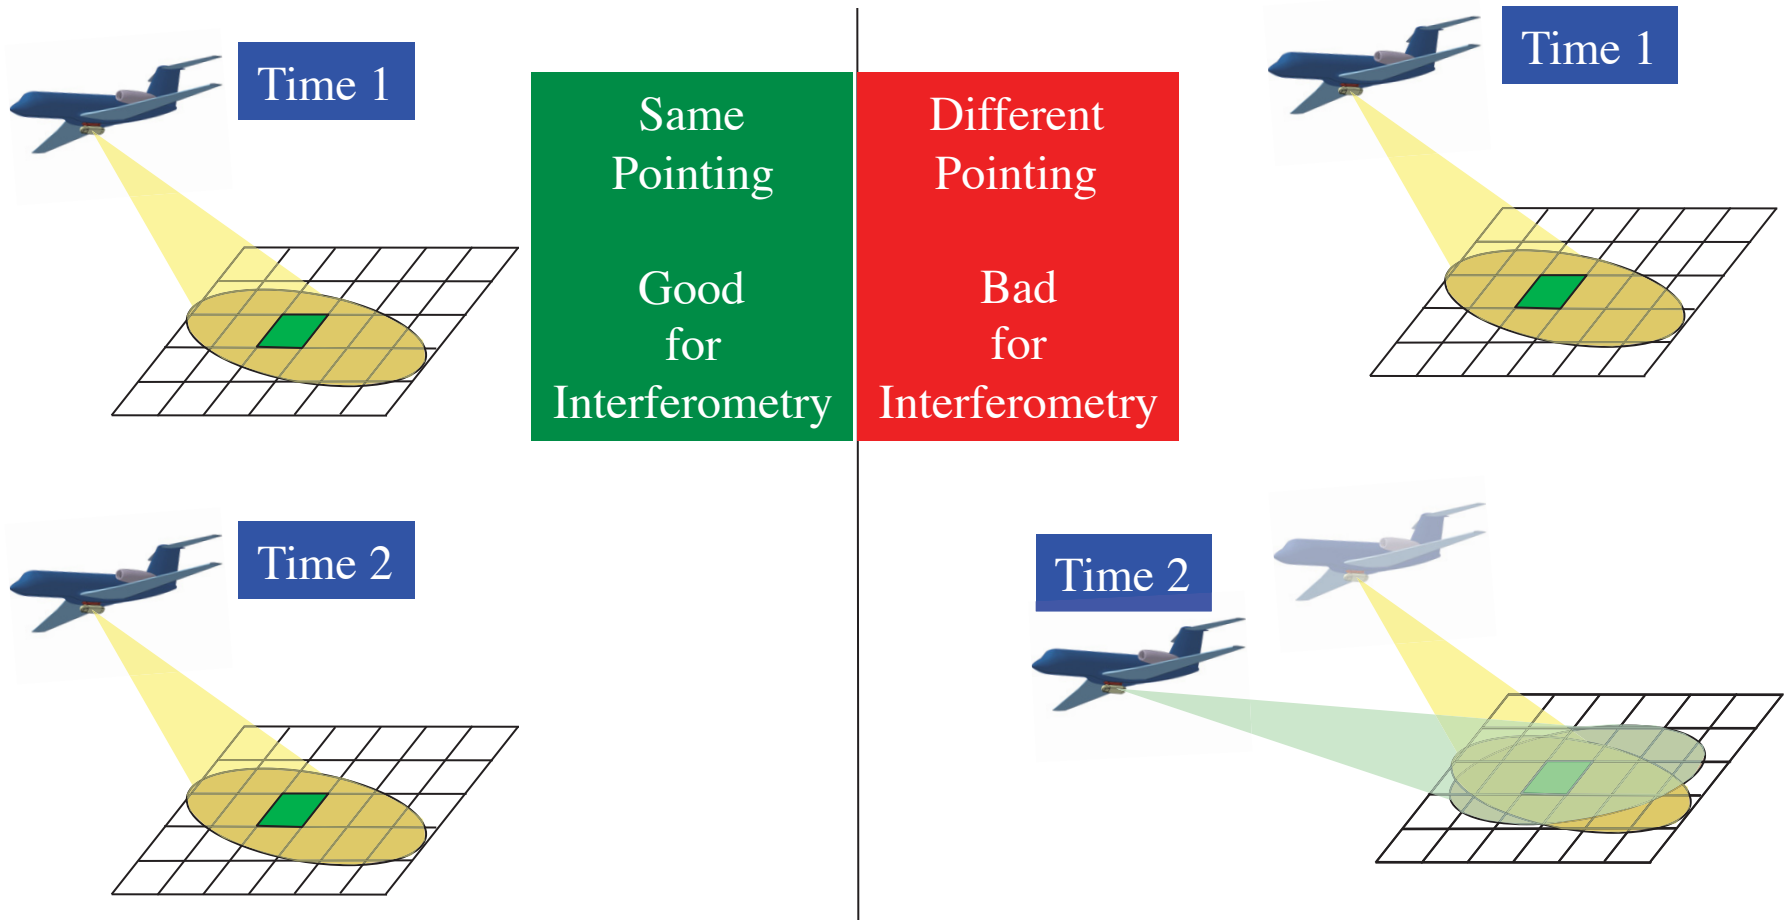 Time 1
Same
Pointing
Good
for
Interferometry
Different
Pointing
Bad
for
Interferometry
Time 1
Time 2
Time 2